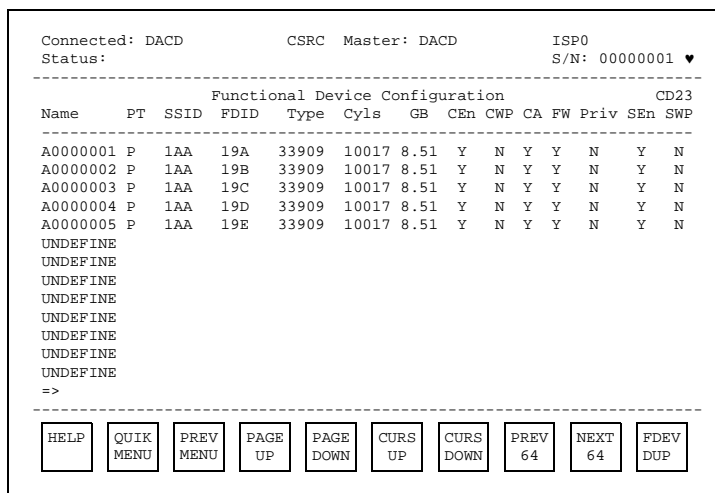 Connected: DACD CSRC Master: DACD ISP0
Status: S/N: 00000001 ♥
Functional Device Configuration CD23
Name PT SSID FDID Type Cyls GB CEn CWP CA FW Priv SEn SWP
A0000001 P 1AA 19A 33909 10017 8.51 Y N Y Y N Y N
A0000002 P 1AA 19B 33909 10017 8.51 Y N Y Y N Y N
A0000003 P 1AA 19C 33909 10017 8.51 Y N Y Y N Y N
A0000004 P 1AA 19D 33909 10017 8.51 Y N Y Y N Y N
A0000005 P 1AA 19E 33909 10017 8.51 Y N Y Y N Y N
UNDEFINE
UNDEFINE
UNDEFINE
UNDEFINE
UNDEFINE
UNDEFINE
UNDEFINE
UNDEFINE
=>
HELP QUIK PREV PAGE PAGE CURS CURS PREV NEXT FDEV
MENU MENU UP DOWN UP DOWN 64 64 DUP